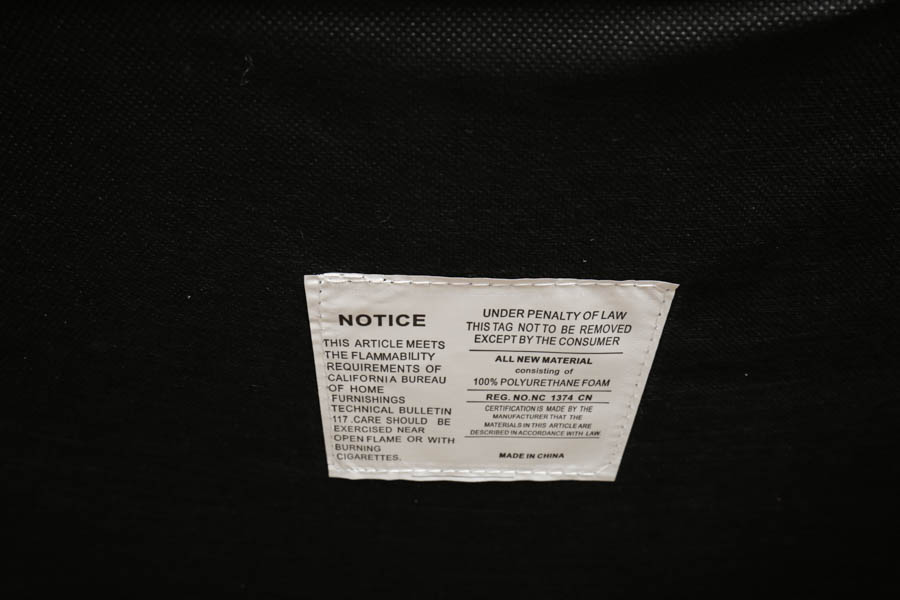 NOTICE
THIS ARTICLE MEETS
THE FLAMMABILITY
REQUIREMENTS OF
CALIFORNIA BUREAU
OF HOME
FURNISHINGS
TECHNICAL BULLETIN
117 .CARE SHOULD BE
EXERCISED NEAR
OPEN FLAME OR WITH
BURNING
CIGARETTES.
UNDER PENALTY OF LAW
THIS TAG NOT TO BE REMOVED
EXCEPT BY THE CONSUMER
ALL NEW MATERIAL
consisting of
100% POLYURETHANE FOAM
REG. NO.NC 1374 CN
CERTIFICATION IS MADE BY THE
MANUFACTURER THAT THE
MATERIALS IN THIS ARTICLE ARE
DESCRIBED IN ACCORDANCE WITH LAW
MADE IN CHINA